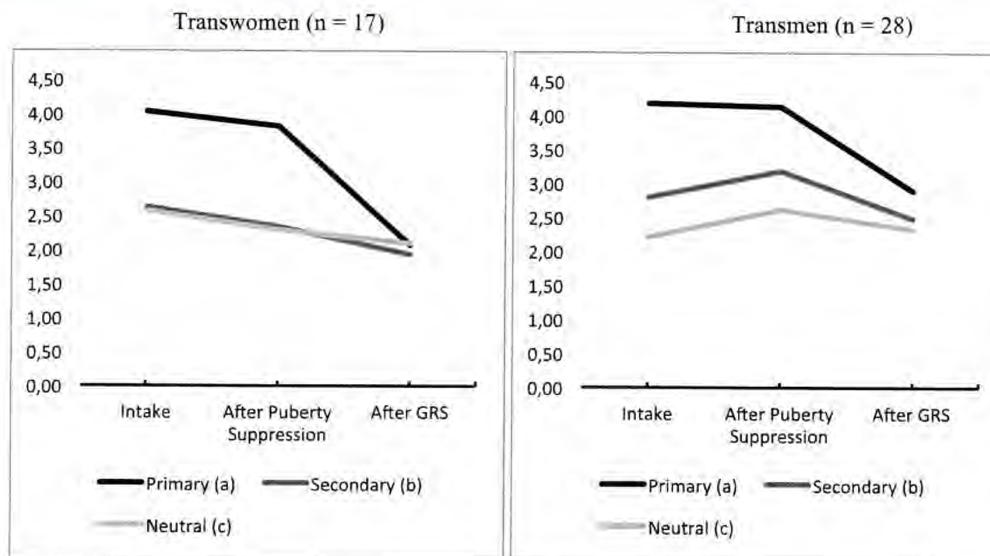 Transwomen (n = 17)
4,50
4,00
3,50
3,00
2,50
2,00
1,50
1,00
0,50
0,00
Intake
After Puberty
Suppression
After GRS
Primary (a)
Secondary (b)
Neutral (c)
Transmen (n = 28)
4,50
4,00
3,50
3,00
2,50
2,00
1,50
1,00
0,50
0,00
Intake
After Puberty
Suppression
After GRS
Primary (a)
Secondary (b)
Neutral (c)